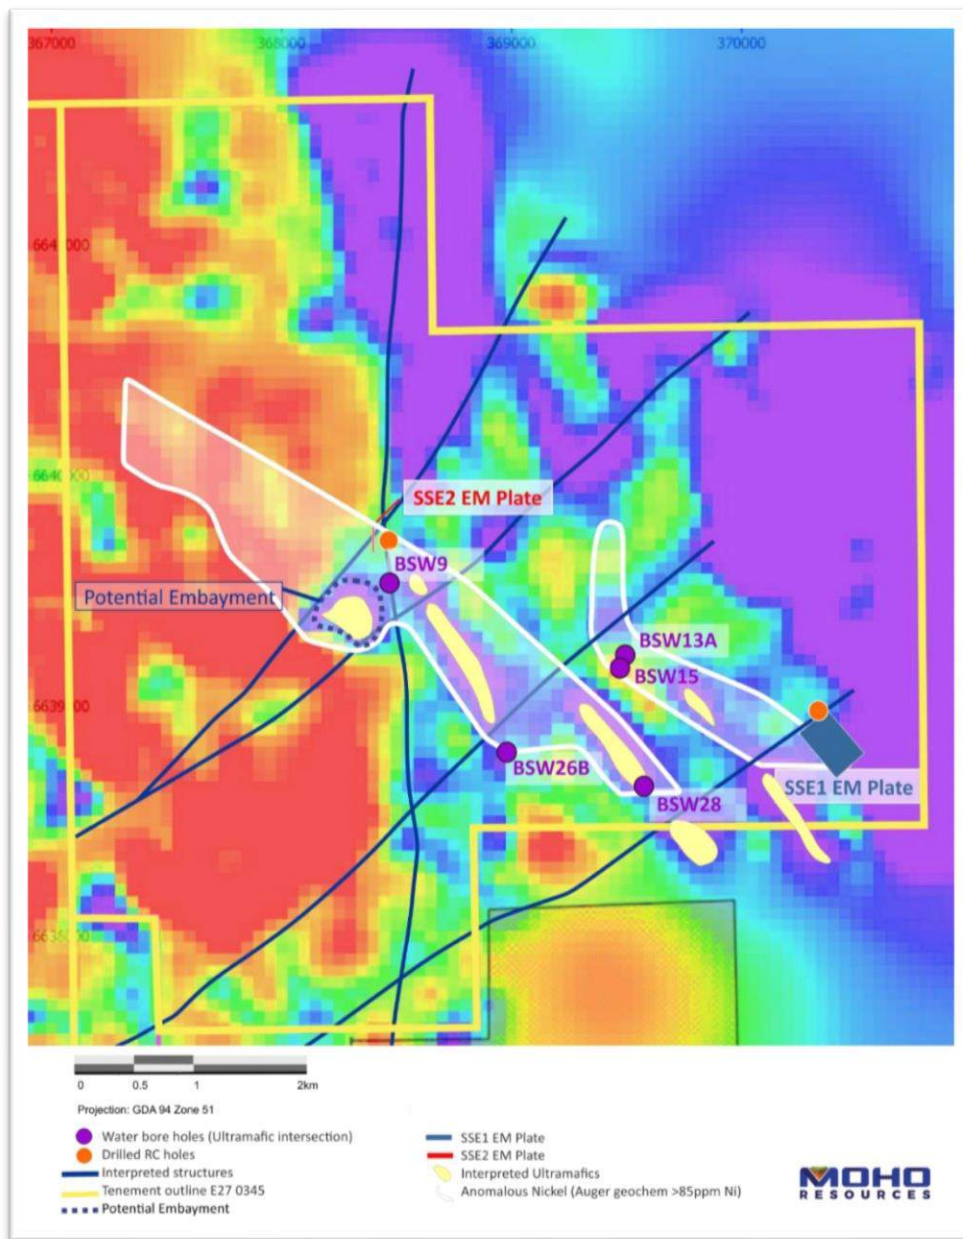 367000 368000 369000 370000
SSE2 EM Plate
BSW9
Potential Embayment
BSW13A
BSW15
BSW26B
SSE1 EM Plate
BSW28
0 0.5 1 2km
Projection: GDA 94 Zone 51
Water bore holes (Ultramafic intersection)
Drilled RC holes
Interpreted structures
Tenement outline E27 0345
Potential Embayment
SSE1 EM Plate
SSE2 EM Plate
Interpreted Ultramafics
Anomalous Nickel (Auger geochem >85ppm Ni)
MOHO
RESOURCES